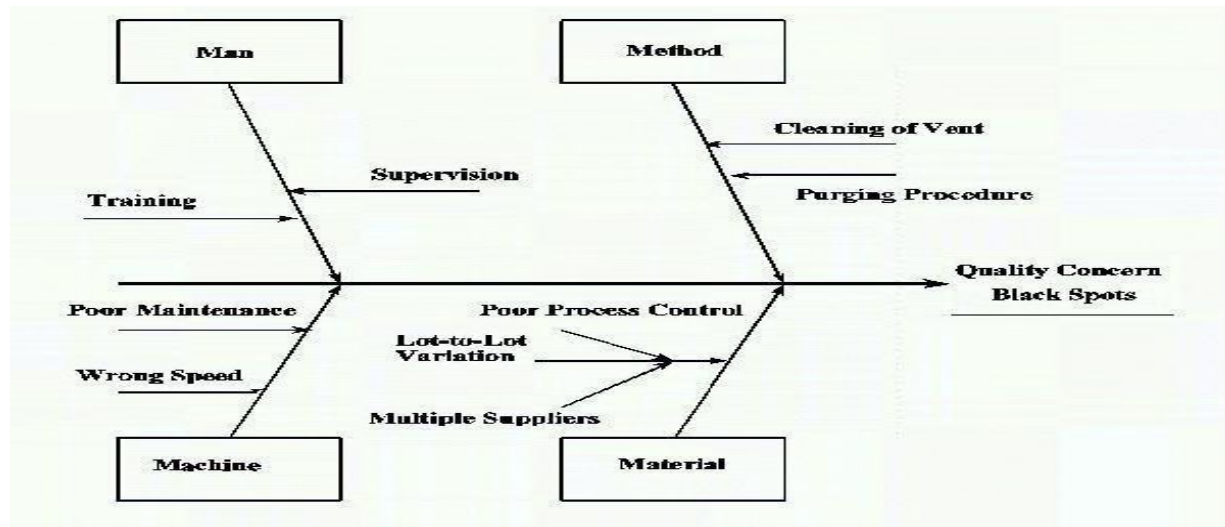 Man
Method
Cleaning of Vent
Supervision
Training
Purging Procedure
Quality Concern
Black Spots
Poor Maintenance
Poor Process Control
Lot-to-Lot
Variation
Wrong Speed
Multiple Suppliers
Machine
Material